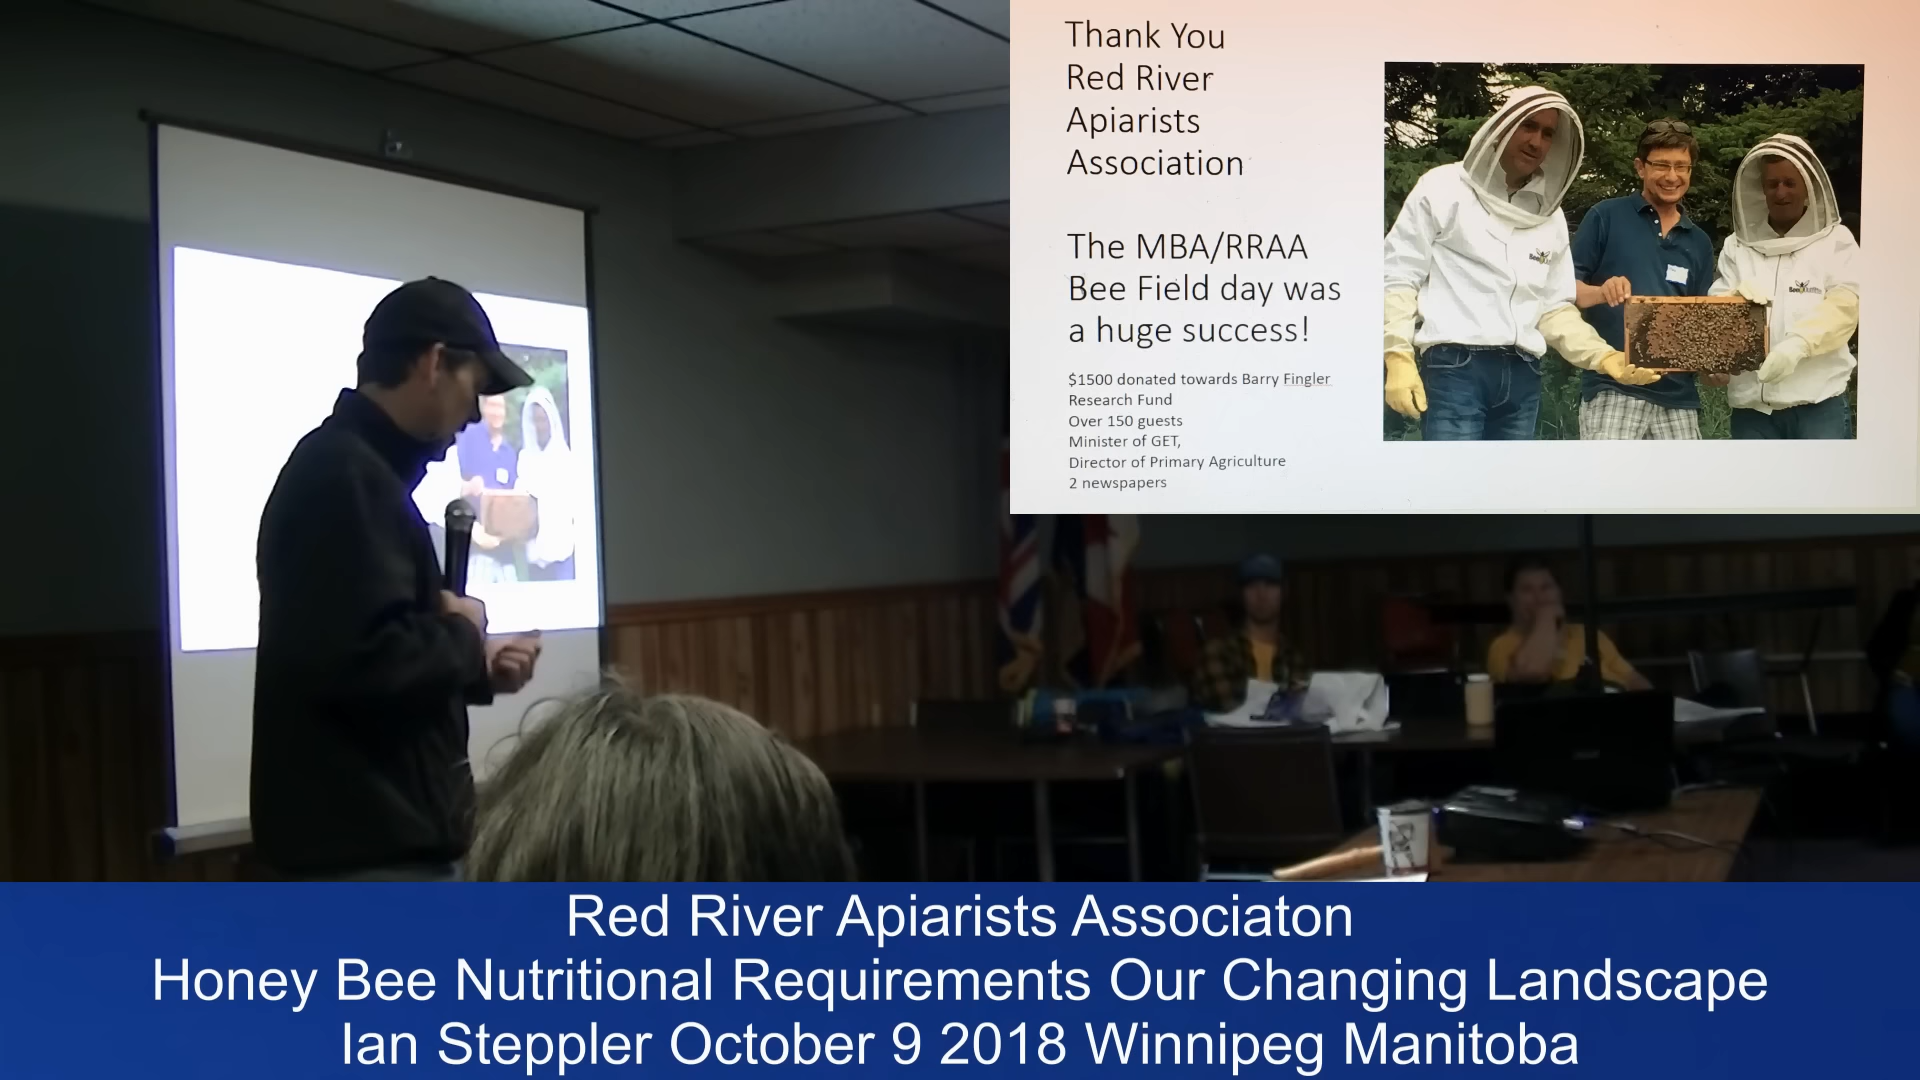 Thank You
Red River
Apiarists
Association
The MBA/RRAA
Bee Field day was
a huge success!
$1500 donated towards Barry Fingler
Research Fund
Over 150 guests
Minister of GET,
Director of Primary Agriculture
2 newspapers
Red River Apiarists Associaton
Honey Bee Nutritional Requirements Our Changing Landscape
Ian Steppler October 9 2018 Winnipeg Manitoba